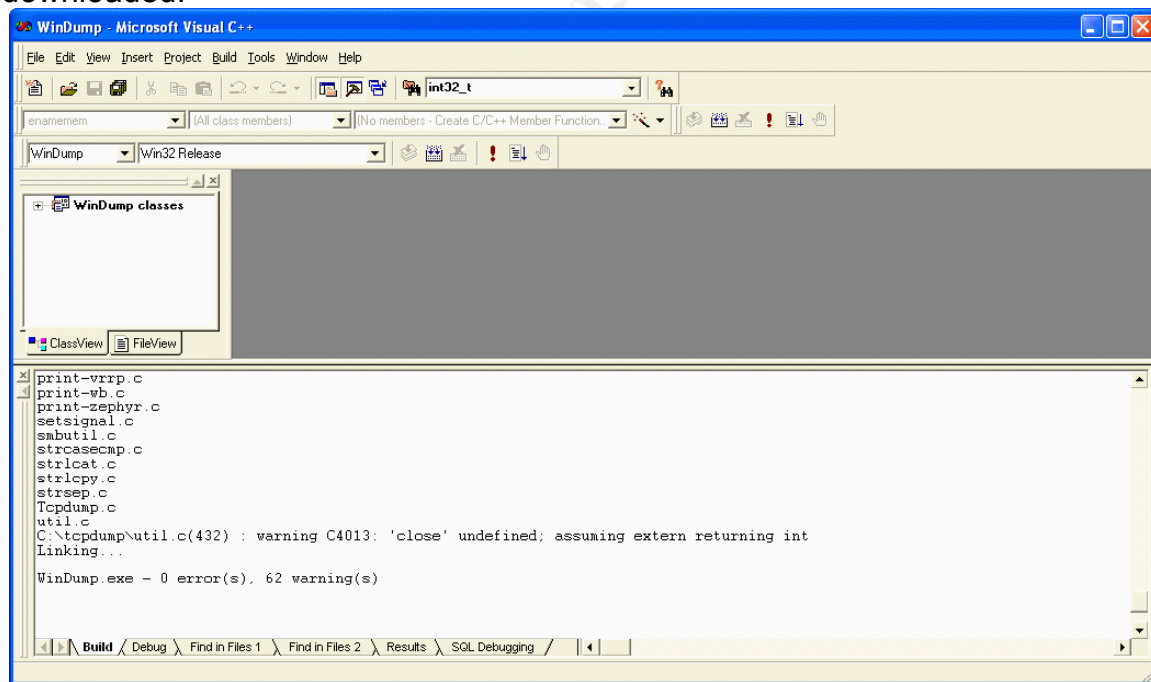 downloaded.
WinDump - Microsoft Visual C++
File Edit View Insert Project Build Tools Window Help
int32_t
enamemem (All class members) (No members - Create C/C++ Member Function..
WinDump Win32 Release
WinDump classes
ClassView FileView
print-vrrp.c
print-wb.c
print-zephyr.c
setsignal.c
smbutil.c
strcasecmp.c
strlcat.c
strlcpy.c
strsep.c
Tcpdump.c
util.c
C:\tcpdump\util.c(432) : warning C4013: 'close' undefined; assuming extern returning int
Linking...
WinDump.exe - 0 error(s), 62 warning(s)
Build Debug Find in Files 1 Find in Files 2 Results SQL Debugging